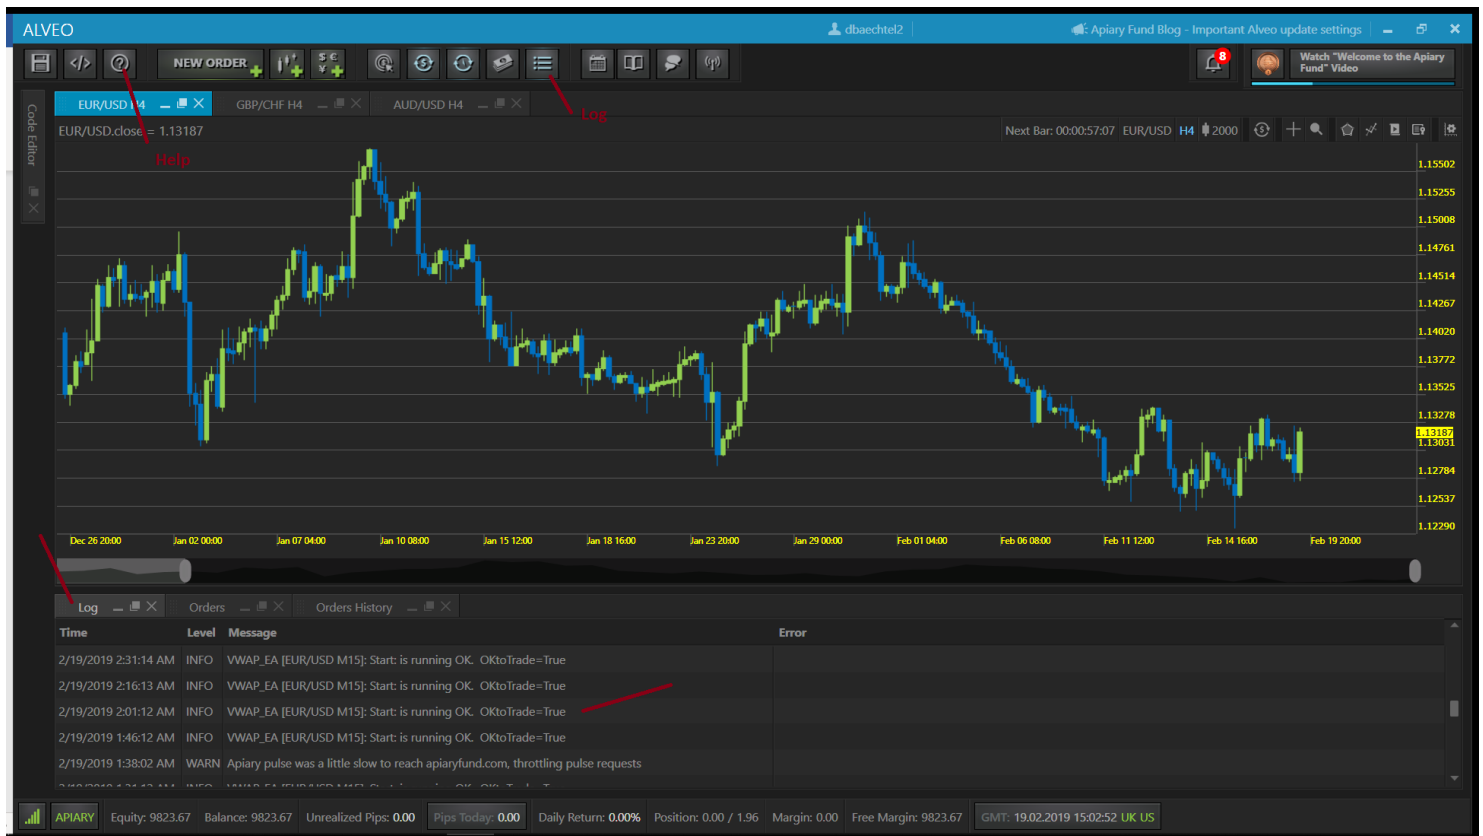 ALVEO
dbaechtel2
: Apiary Fund Blog - Important Alveo update settings
</>
NEW ORDER
8
Watch "Welcome to the Apiary
Fund" Video
Code Editor
EUR/USD H4
GBP/CHF H4
AUD/USD H4
Log
EUR/USD.close = 1.13187
Next Bar: 00:00:57:07 EUR/USD H4 2000
Help
1.15502
1.15255
1.15008
1.14761
1.14514
1.14267
1.14020
1.13772
1.13525
1.13278
1.13187
1.13031
1.12784
1.12537
1.12290
Dec 26 20:00 Jan 02 00:00 Jan 07 04:00 Jan 10 08:00 Jan 15 12:00 Jan 18 16:00 Jan 23 20:00 Jan 29 00:00 Feb 01 04:00 Feb 06 08:00 Feb 11 12:00 Feb 14 16:00 Feb 19 20:00
Log Orders Orders History
Time Level Message Error
2/19/2019 2:31:14 AM INFO VWAP_EA [EUR/USD M15]: Start: is running OK. OKtoTrade=True
2/19/2019 2:16:13 AM INFO VWAP_EA [EUR/USD M15]: Start: is running OK. OKtoTrade=True
2/19/2019 2:01:12 AM INFO VWAP_EA [EUR/USD M15]: Start: is running OK. OKtoTrade=True
2/19/2019 1:46:12 AM INFO VWAP_EA [EUR/USD M15]: Start: is running OK. OKtoTrade=True
2/19/2019 1:38:02 AM WARN Apiary pulse was a little slow to reach apiaryfund.com, throttling pulse requests
APIARY Equity: 9823.67 Balance: 9823.67 Unrealized Pips: 0.00 Pips Today: 0.00 Daily Return: 0.00% Position: 0.00 / 1.96 Margin: 0.00 Free Margin: 9823.67 GMT: 19.02.2019 15:02:52 UK US